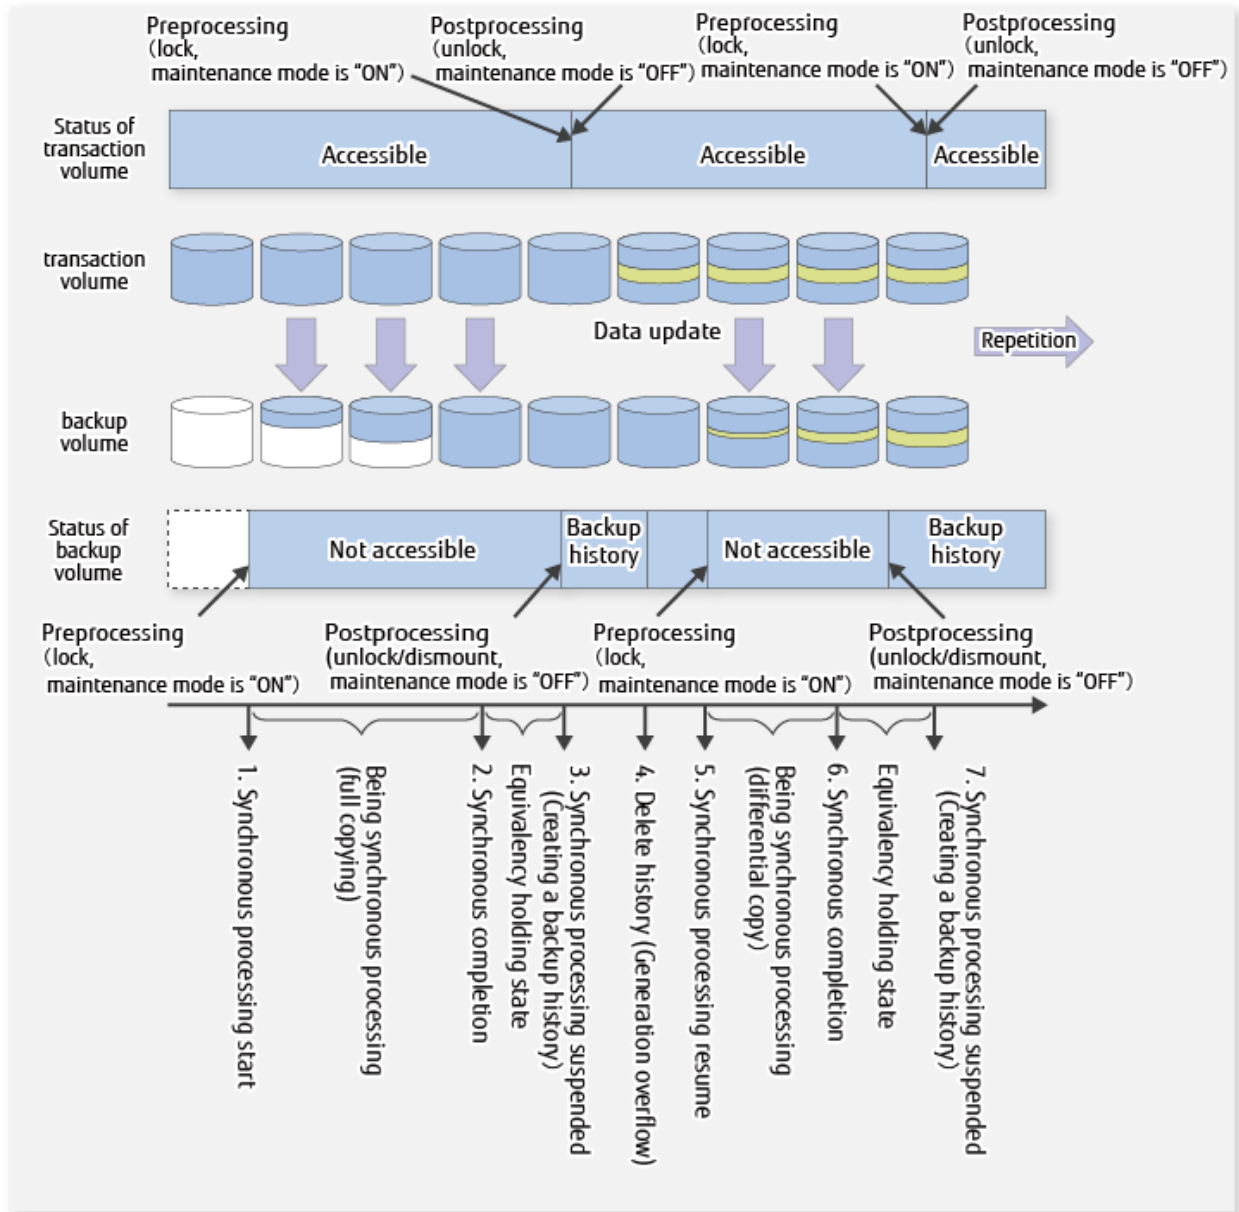 Preprocessing
(lock,
maintenance mode is “ON”)
Postprocessing
(unlock,
maintenance mode is “OFF”)
Preprocessing
(lock,
maintenance mode is “ON”)
Postprocessing
(unlock,
maintenance mode is “OFF”)
Status of
transaction
volume
Accessible
Accessible
Accessible
transaction
volume
Data update
Repetition
backup
volume
Status of
backup
volume
Not accessible
Backup
history
Not accessible
Backup
history
Preprocessing
(lock,
maintenance mode is “ON”)
Postprocessing
(unlock/dismount,
maintenance mode is “OFF”)
Preprocessing
(lock,
maintenance mode is “ON”)
Postprocessing
(unlock/dismount,
maintenance mode is “OFF”)
1. Synchronous processing start
Being synchronous processing
(full copying)
2. Synchronous completion
Equivalency holding state
3. Synchronous processing suspended
(Creating a backup history)
4. Delete history (Generation overflow)
5. Synchronous processing resume
Being synchronous processing
(differential copy)
6. Synchronous completion
Equivalency holding state
7. Synchronous processing suspended
(Creating a backup history)